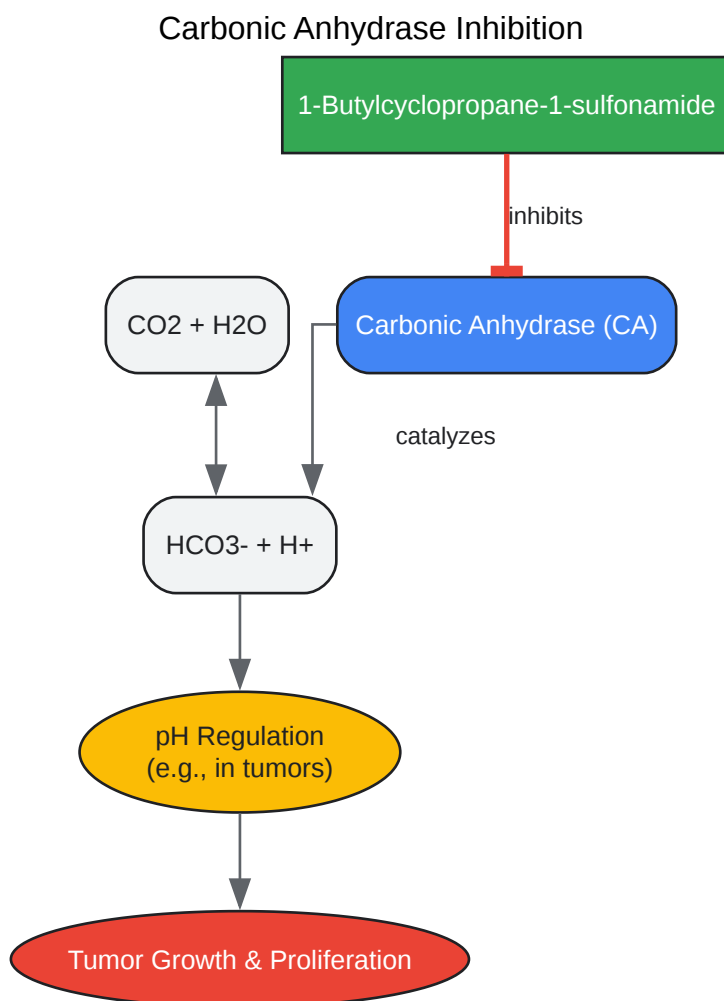 Carbonic Anhydrase Inhibition
1-Butylcyclopropane-1-sulfonamide
inhibits
CO2 + H2O
Carbonic Anhydrase (CA)
catalyzes
HCO3- + H+
pH Regulation
(e.g., in tumors)
Tumor Growth & Proliferation